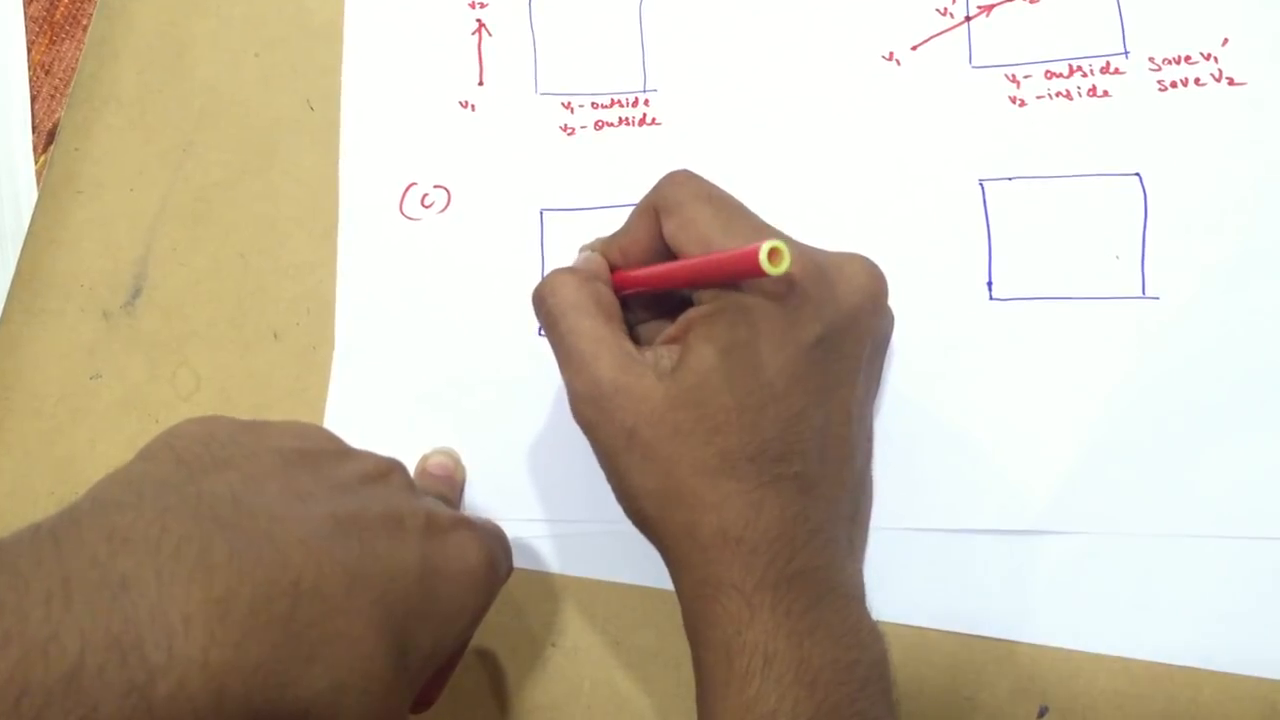 v2
v1
v1 - outside
v2 - outside
v1'
v1
v1 - outside save v1'
v2 - inside save v2
(c)